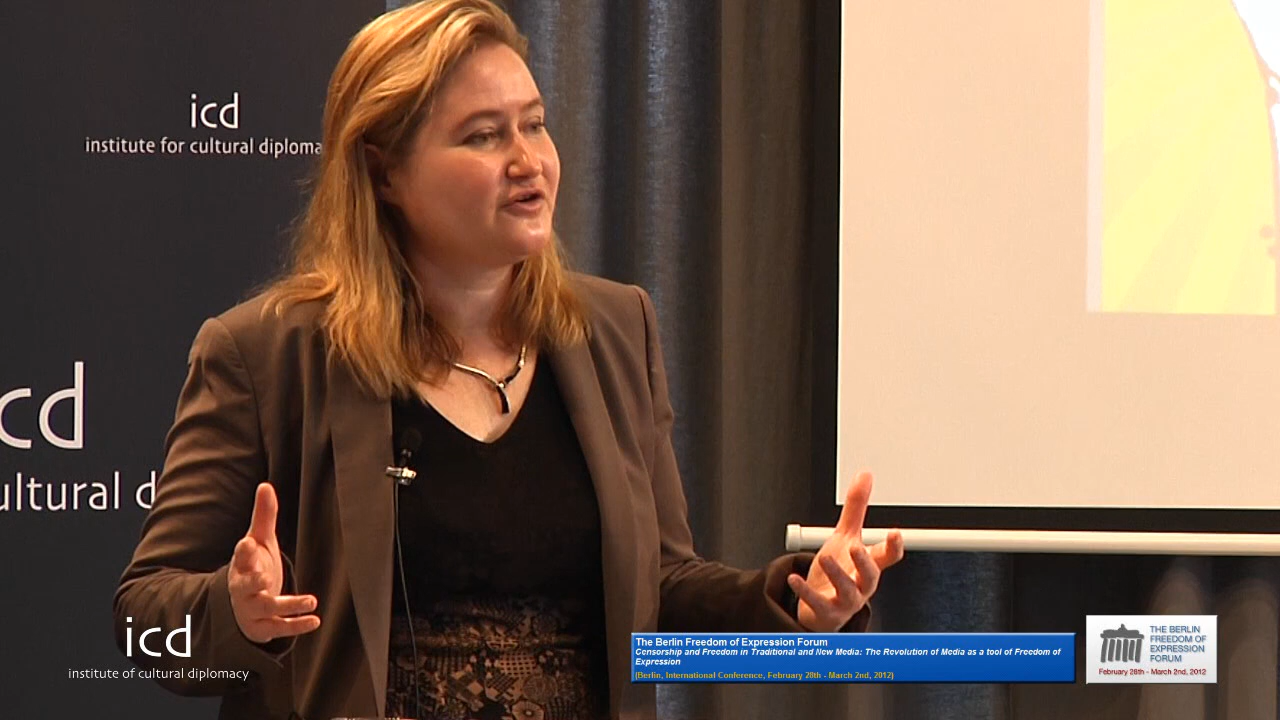 icd
institute for cultural diploma
cd
ultural d
icd
institute of cultural diplomacy
The Berlin Freedom of Expression Forum
Censorship and Freedom in Traditional and New Media: The Revolution of Media as a tool of Freedom of
Expression
(Berlin, International Conference, February 28th - March 2nd, 2012)
THE BERLIN
FREEDOM OF
EXPRESSION
FORUM
February 28th - March 2nd, 2012